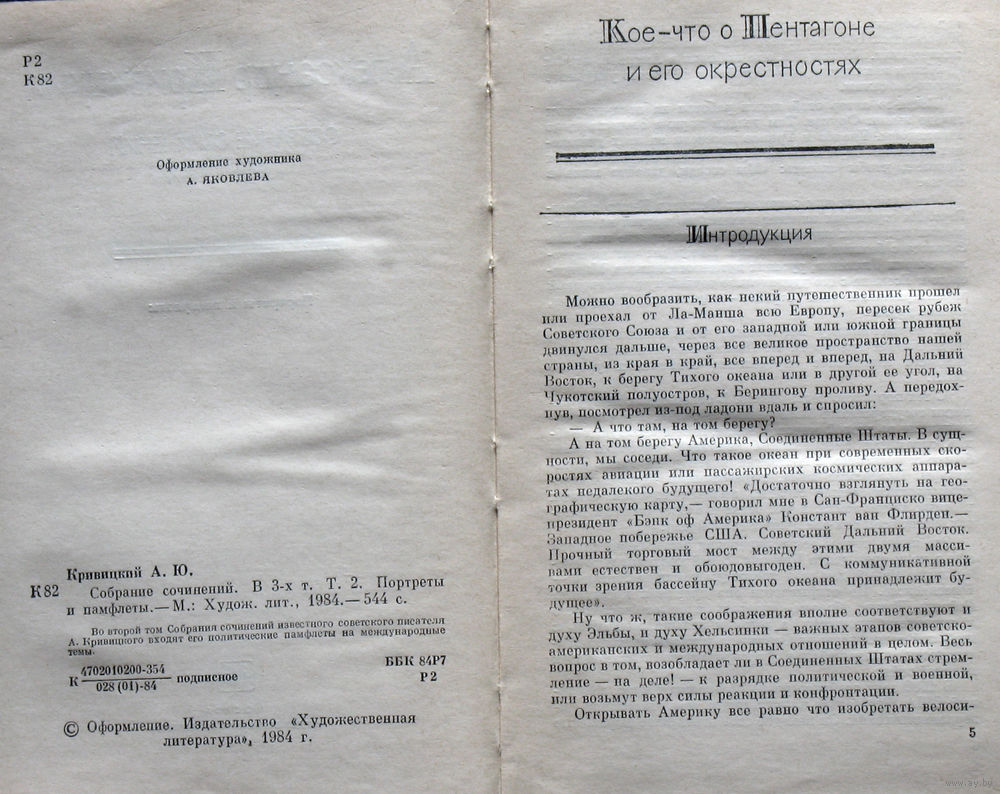 Р2
К82
Оформление художника
А. ЯКОВЛЕВА
Кривицкий А. Ю.
К82 Собрание сочинений. В 3-х т. Т. 2. Портреты
и памфлеты.— М.: Худож. лит., 1984.— 544 с.
Во второй том Собрания сочинений известного советского писателя
А. Кривицкого входят его политические памфлеты на международные
темы.
К 4702010200-354 подписное
028 (01)-84
ББК 84Р7
Р2
© Оформление. Издательство «Художественная
литература», 1984 г.
Кое-что о Пентагоне
и его окрестностях
Интродукция
Можно вообразить, как некий путешественник прошел
или проехал от Ла-Манша всю Европу, пересек рубеж
Советского Союза и от его западной или южной границы
двинулся дальше, через все великое пространство нашей
страны, из края в край, все вперед и вперед, на Дальний
Восток, к берегу Тихого океана или в другой ее угол, на
Чукотский полуостров, к Берингову проливу. А передох-
нув, посмотрел из-под ладони вдаль и спросил:
— А что там, на том берегу?
А на том берегу Америка, Соединенные Штаты. В сущ-
ности, мы соседи. Что такое океан при современных ско-
ростях авиации или пассажирских космических аппара-
тах недалекого будущего! «Достаточно взглянуть на гео-
графическую карту,— говорил мне в Сан-Франциско вице-
президент «Бэнк оф Америка» Констант ван Флирден.—
Западное побережье США. Советский Дальний Восток.
Прочный торговый мост между этими двумя масси-
вами естествен и обоюдовыгоден. С коммуникативной
точки зрения бассейну Тихого океана принадлежит бу-
дущее».
Ну что ж, такие соображения вполне соответствуют и
духу Эльбы, и духу Хельсинки — важных этапов советско-
американских и международных отношений в целом. Весь
вопрос в том, возобладает ли в Соединенных Штатах стрем-
ление — на деле! — к разрядке политической и военной,
или возьмут верх силы реакции и конфронтации.
Открывать Америку все равно что изобретать велоси-
5
www.ay.by